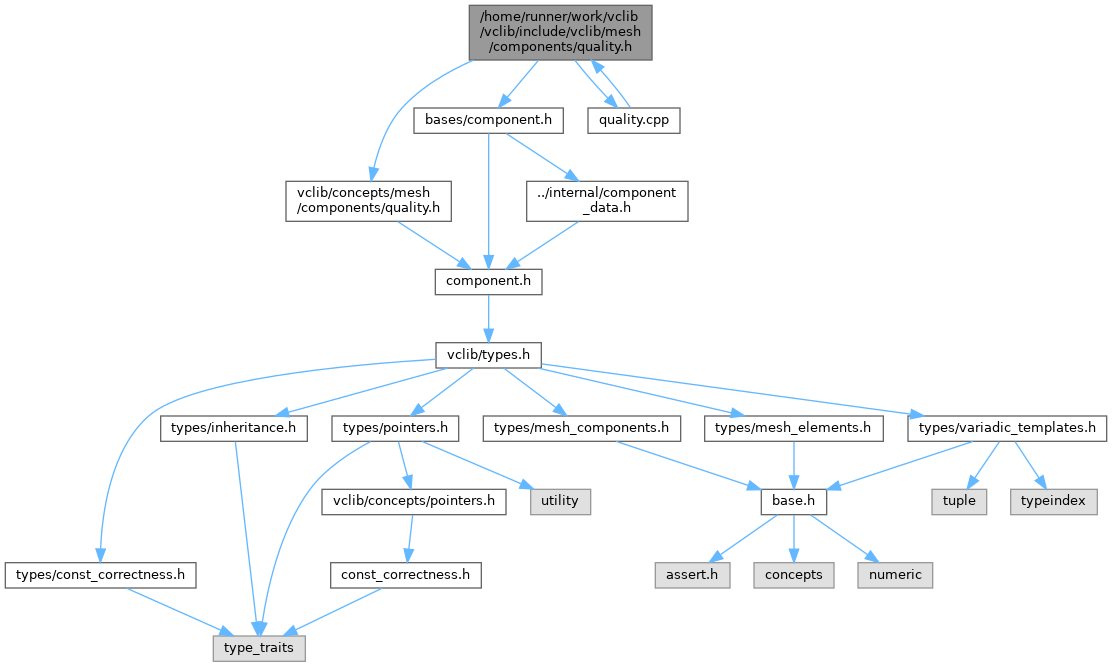 /home/runner/work/vclib
/vclib/include/vclib/mesh
/components/quality.h
bases/component.h
quality.cpp
vclib/concepts/mesh
/components/quality.h
../internal/component
_data.h
component.h
vclib/types.h
types/inheritance.h
types/pointers.h
types/mesh_components.h
types/mesh_elements.h
types/variadic_templates.h
vclib/concepts/pointers.h
utility
base.h
tuple
typeindex
types/const_correctness.h
const_correctness.h
assert.h
concepts
numeric
type_traits